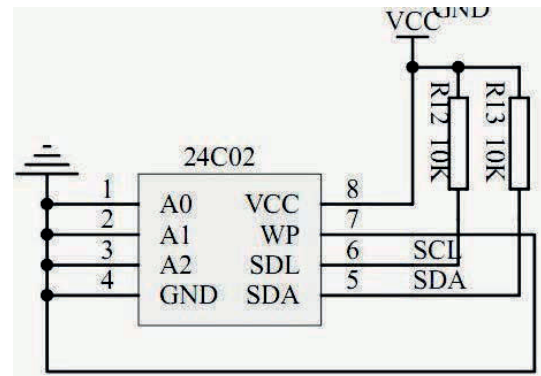 VCC GND
R12 10K
R13 10K
24C02
1 A0 VCC 8
2 A1 WP 7
3 A2 SDL 6 SCL
4 GND SDA 5 SDA